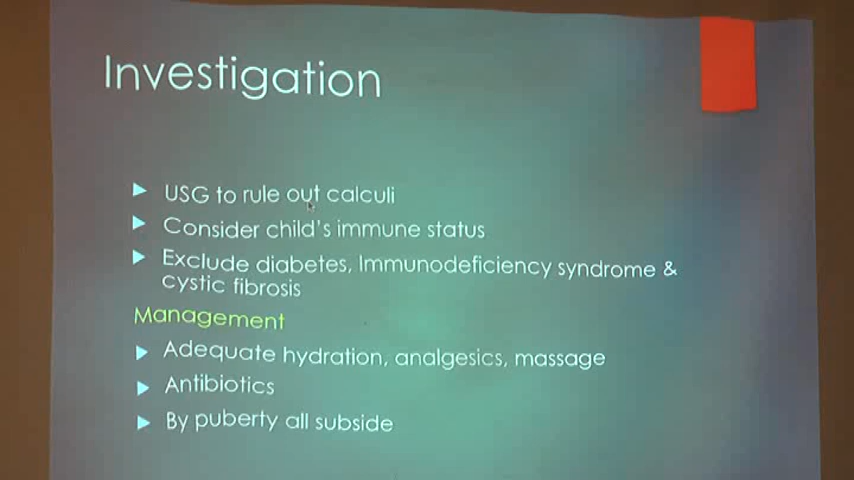 Investigation
USG to rule out calculi
Consider child's immune status
Exclude diabetes, Immunodeficiency syndrome &
cystic fibrosis
Management
Adequate hydration, analgesics, massage
Antibiotics
By puberty all subside